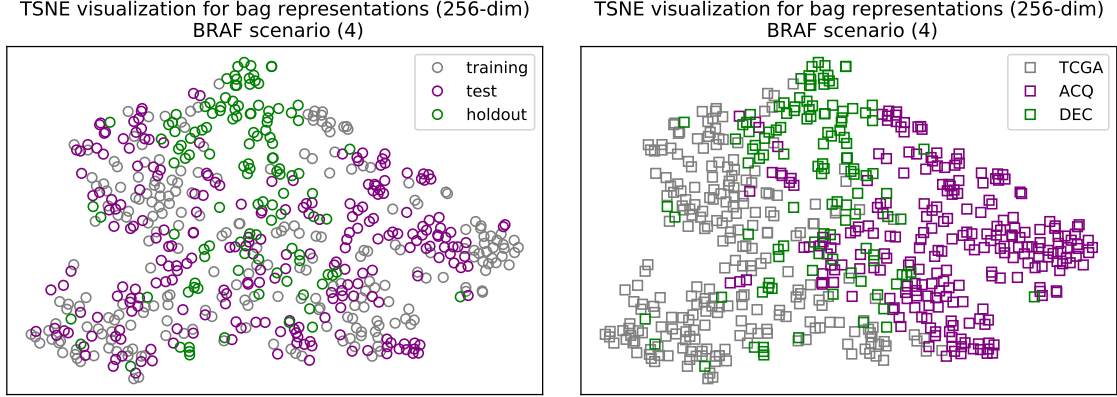 TSNE visualization for bag representations (256-dim)
BRAF scenario (4)
training
test
holdout
TSNE visualization for bag representations (256-dim)
BRAF scenario (4)
TCGA
ACQ
DEC